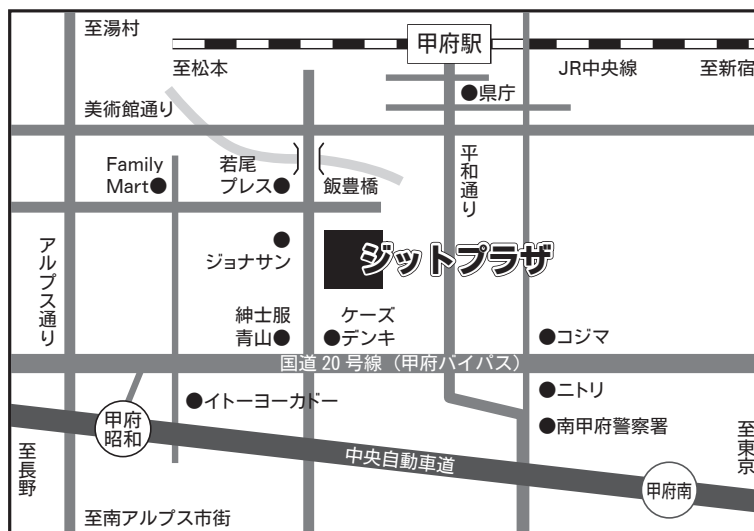 至湯村
甲府駅
至松本
JR中央線
至新宿
県庁
美術館通り
Family
Mart
若尾
プレス
飯豊橋
平和通り
アルプス通り
ジョナサン
ジットプラザ
紳士服
青山
ケーズ
デンキ
コジマ
国道20号線（甲府バイパス）
ニトリ
イトーヨーカドー
甲府
昭和
南甲府警察署
至長野
中央自動車道
至東京
甲府南
至南アルプス市街